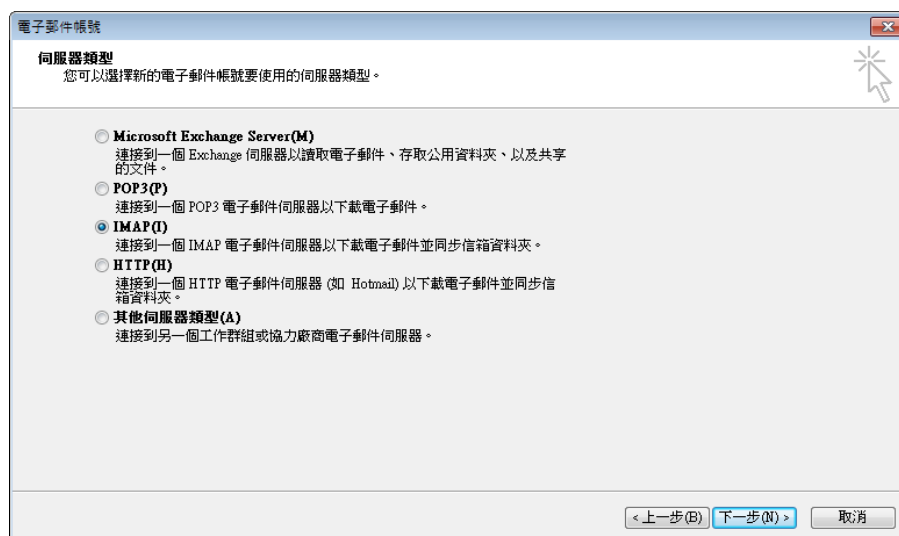 電子郵件帳號
伺服器類型
您可以選擇新的電子郵件帳號要使用的伺服器類型。
Microsoft Exchange Server(M)
連接到一個 Exchange 伺服器以讀取電子郵件、存取公用資料夾、以及共享
的文件。
POP3(P)
連接到一個 POP3 電子郵件伺服器以下載電子郵件。
IMAP(I)
連接到一個 IMAP 電子郵件伺服器以下載電子郵件並同步信箱資料夾。
HTTP(H)
連接到一個 HTTP 電子郵件伺服器 (如 Hotmail) 以下載電子郵件並同步信
箱資料夾。
其他伺服器類型(A)
連接到另一個工作群組或協力廠商電子郵件伺服器。
<上一步(B) 下一步(N)> 取消